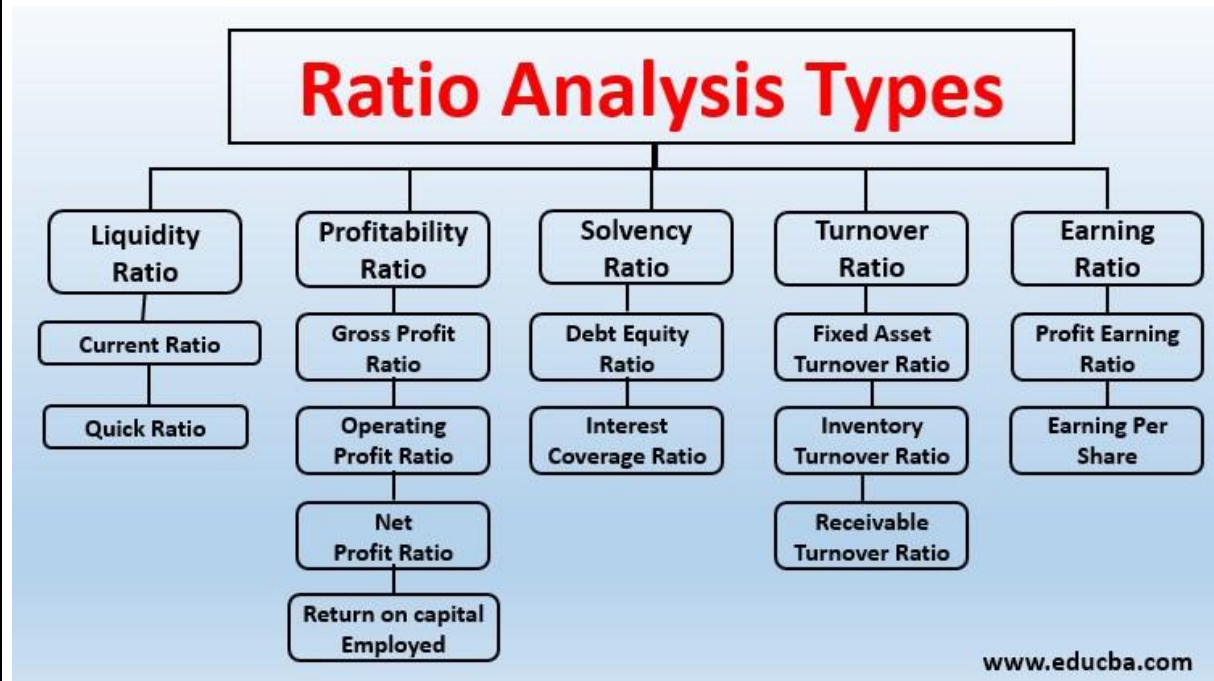 Ratio Analysis Types
Liquidity
Ratio
Current Ratio
Quick Ratio
Profitability
Ratio
Gross Profit
Ratio
Operating
Profit Ratio
Net
Profit Ratio
Return on capital
Employed
Solvency
Ratio
Debt Equity
Ratio
Interest
Coverage Ratio
Turnover
Ratio
Fixed Asset
Turnover Ratio
Inventory
Turnover Ratio
Receivable
Turnover Ratio
Earning
Ratio
Profit Earning
Ratio
Earning Per
Share
www.educba.com